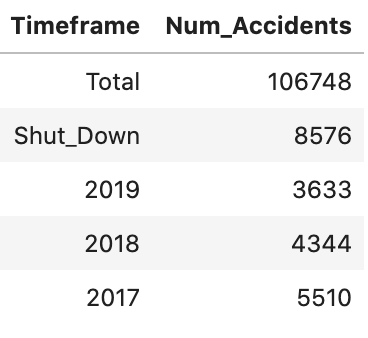 Timeframe Num_Accidents
Total 106748
Shut_Down 8576
2019 3633
2018 4344
2017 5510